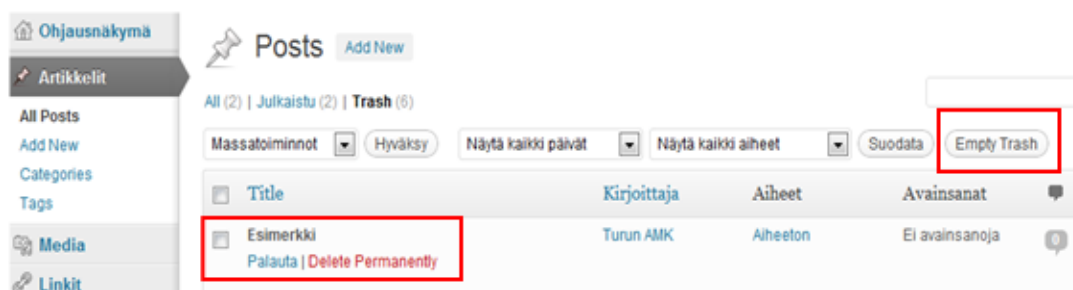 Ohjausnäkymä
Artikkelit
All Posts
Add New
Categories
Tags
Media
Linkit
Posts Add New
All (2) | Julkaistu (2) | Trash (6)
Massatoiminnot Hyväksy Näytä kaikki päivät Näytä kaikki aiheet Suodata Empty Trash
Title Kirjoittaja Aiheet Avainsanat
Esimerkki Turun AMK Aiheeton Ei avainsanoja 0
Palauta | Delete Permanently